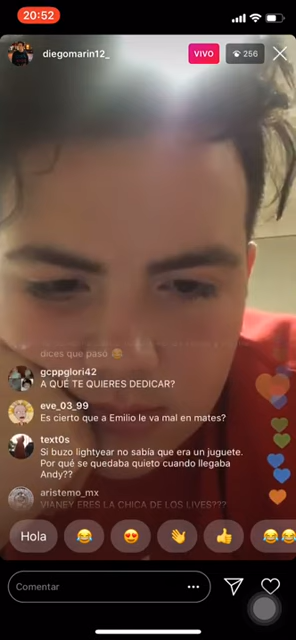 20:52
diegomarin12_
VIVO
256
dices que pasó 😂
gcppglori42
A QUÉ TE QUIERES DEDICAR?
eve_03_99
Es cierto que a Emilio le va mal en mates?
text0s
Si buzo lightyear no sabía que era un juguete.
Por qué se quedaba quieto cuando llegaba
Andy??
aristemo_mx
VIANEY ERES LA CHICA DE LOS LIVES???
Hola
Comentar